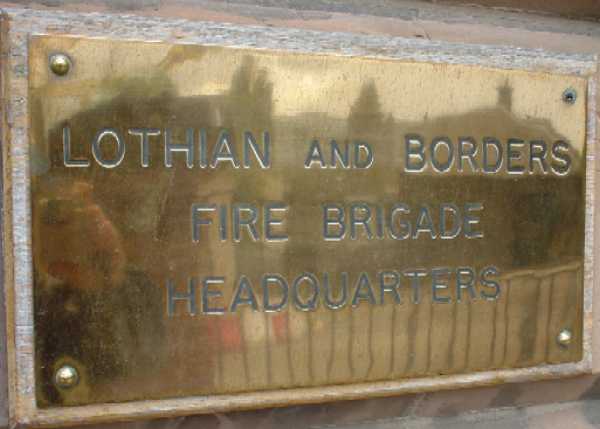 LOTHIAN AND BORDERS
FIRE BRIGADE
HEADQUARTERS